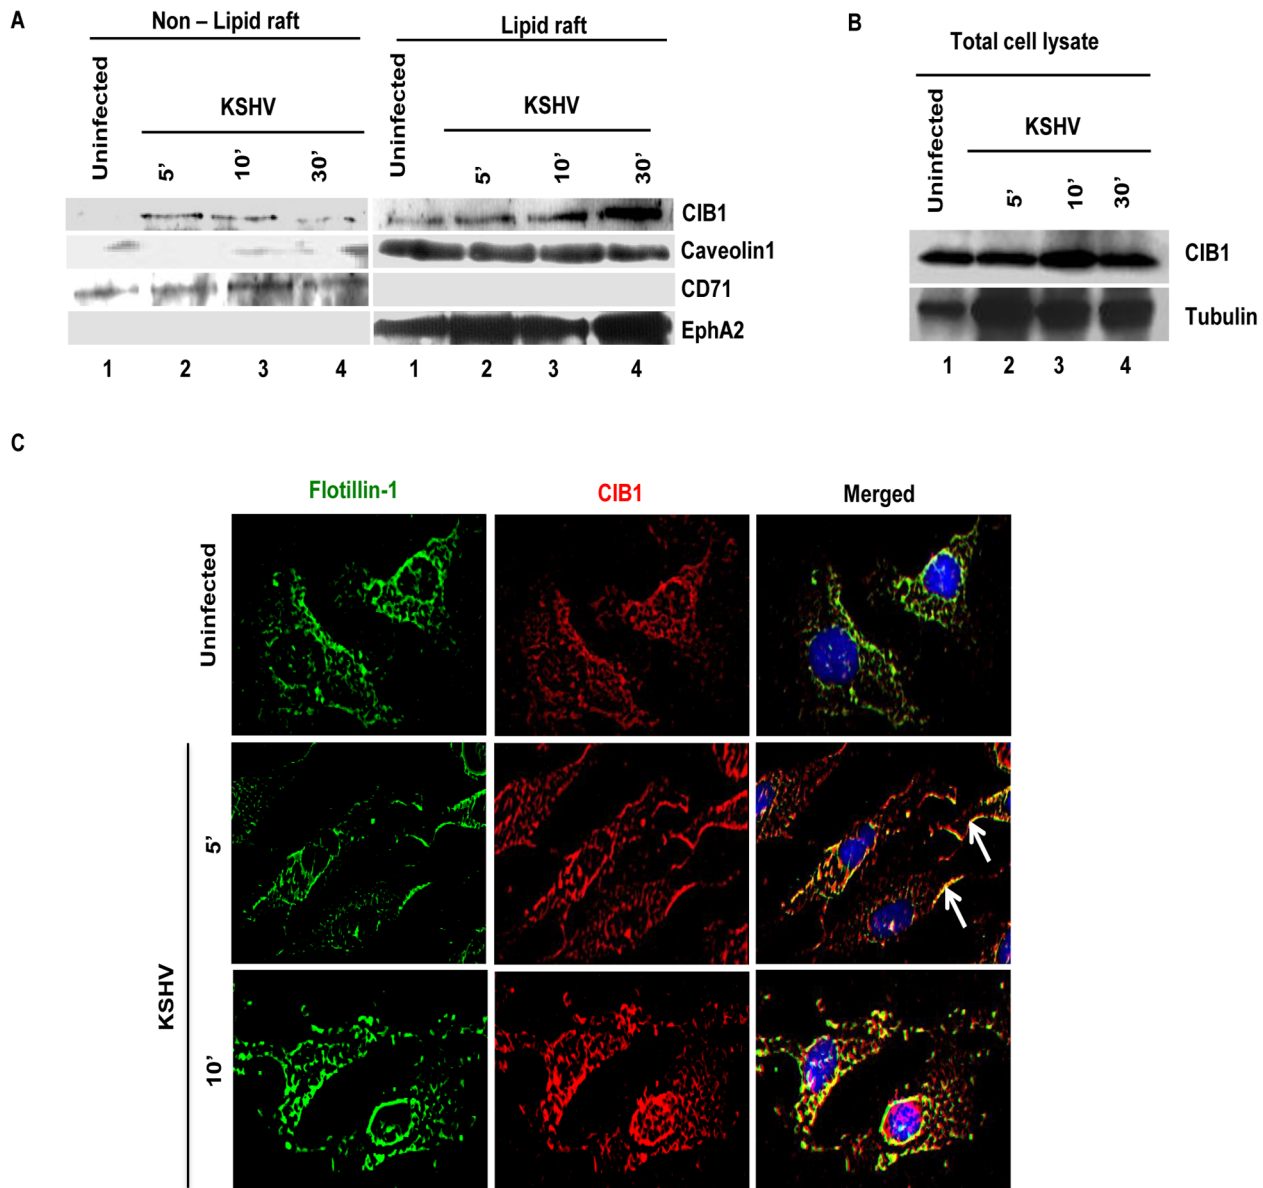 A
Non – Lipid raft
Lipid raft
Uninfected
KSHV
5’
10’
30’
Uninfected
KSHV
5’
10’
30’
CIB1
Caveolin1
CD71
EphA2
1 2 3 4 1 2 3 4
B
Total cell lysate
Uninfected
KSHV
5’
10’
30’
CIB1
Tubulin
1 2 3 4
C
Flotillin-1
CIB1
Merged
Uninfected
KSHV
5’
10’